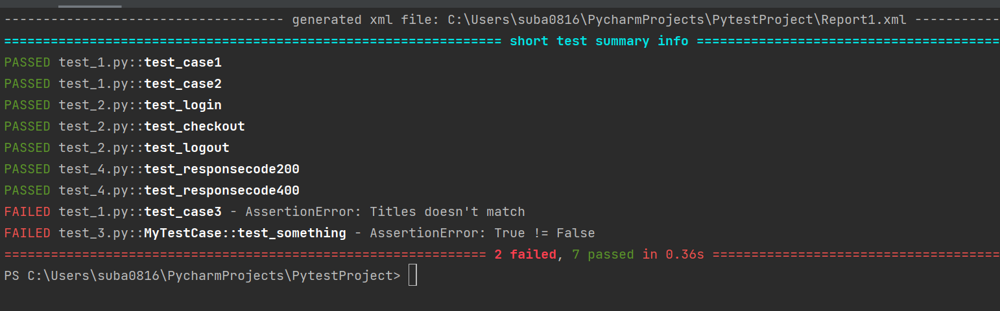 ------------------------------------ generated xml file: C:\Users\suba0816\PycharmProjects\PytestProject\Report1.xml -----------
================================================================ short test summary info =======================================
PASSED test_1.py::test_case1
PASSED test_1.py::test_case2
PASSED test_2.py::test_login
PASSED test_2.py::test_checkout
PASSED test_2.py::test_logout
PASSED test_4.py::test_responsecode200
PASSED test_4.py::test_responsecode400
FAILED test_1.py::test_case3 - AssertionError: Titles doesn't match
FAILED test_3.py::MyTestCase::test_something - AssertionError: True != False
============================================================== 2 failed, 7 passed in 0.36s =====================================
PS C:\Users\suba0816\PycharmProjects\PytestProject>